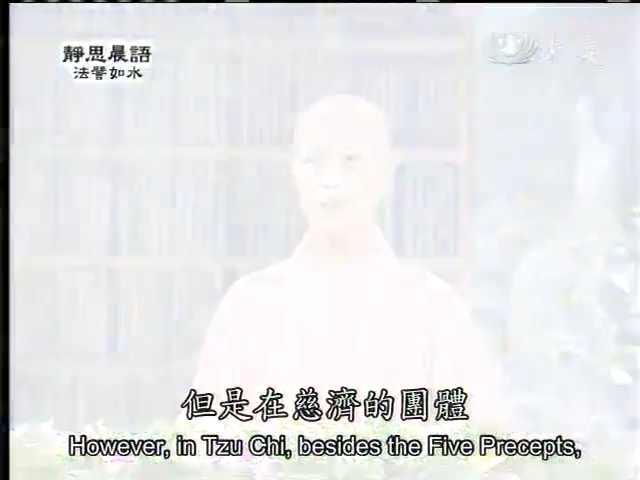 靜思晨語
法譬如水
但是在慈濟的團體
However, in Tzu Chi, besides the Five Precepts,